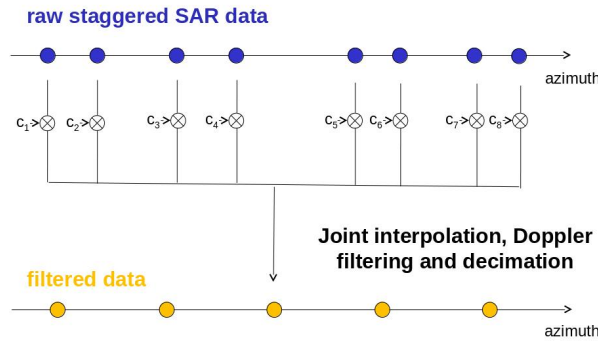 raw staggered SAR data
azimuth
c1 c2 c3 c4 c5 c6 c7 c8
Joint interpolation, Doppler
filtering and decimation
filtered data
azimuth